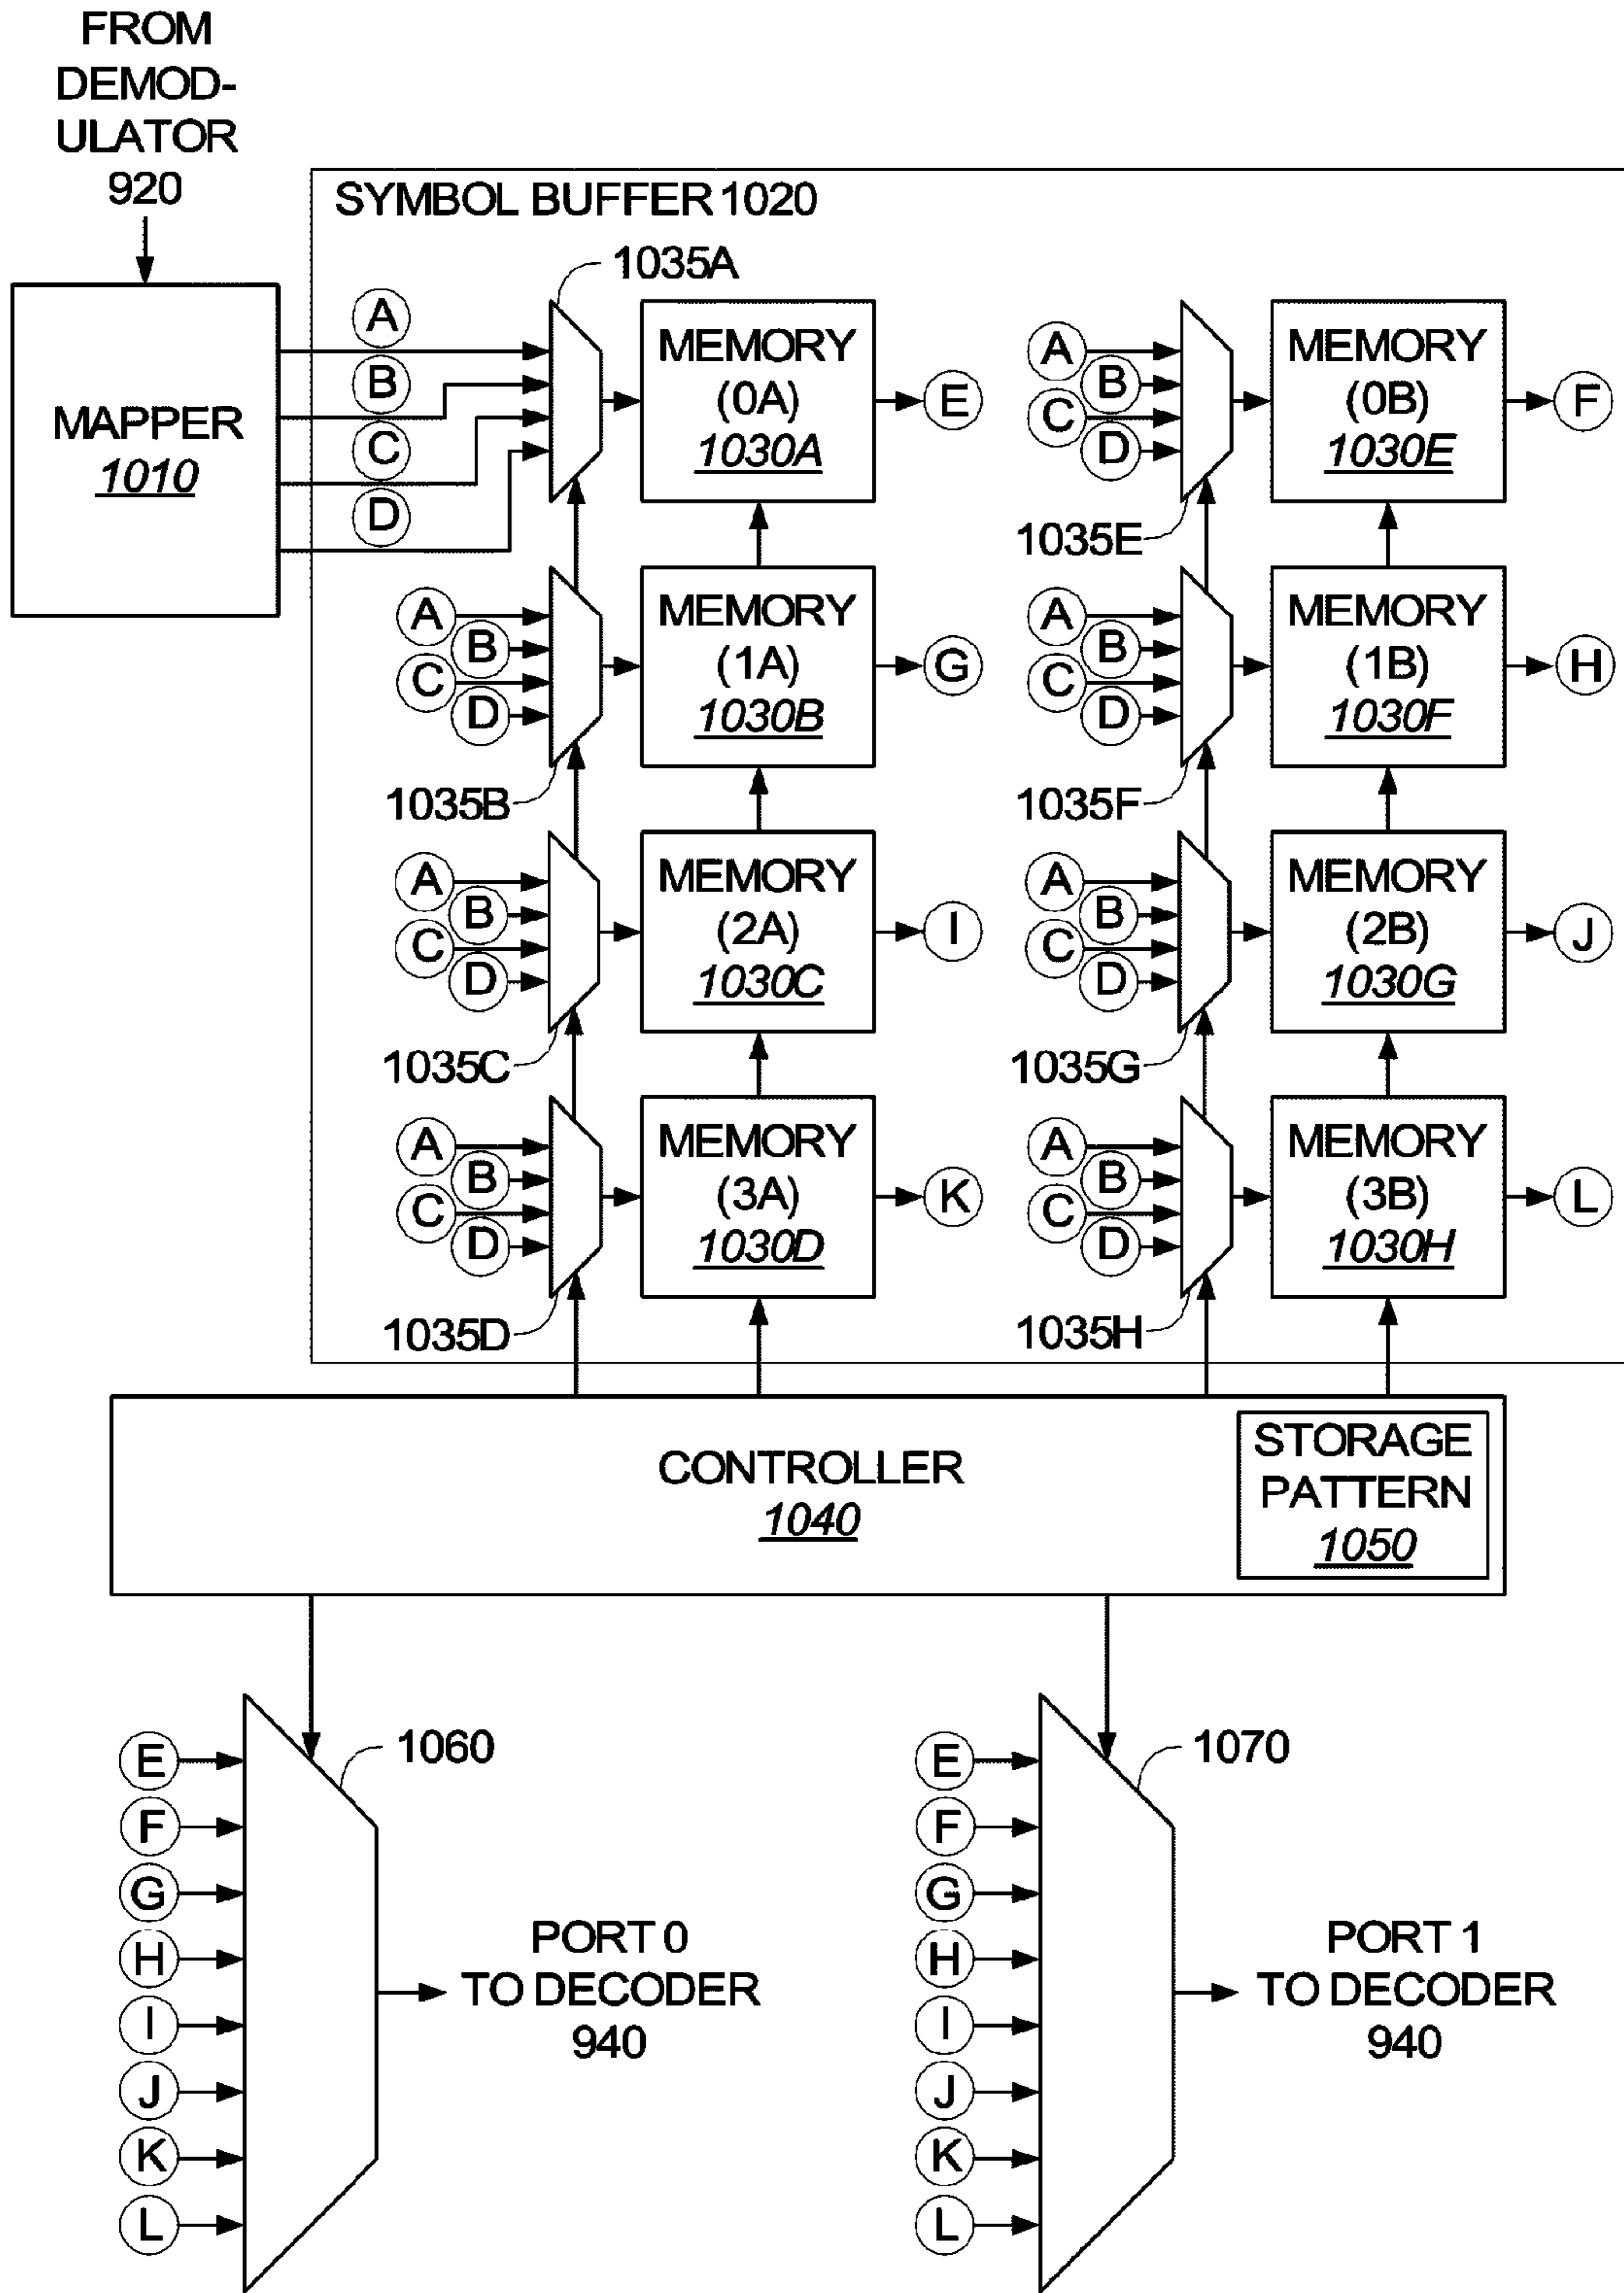 FROM
DEMOD-
ULATOR
920
SYMBOL BUFFER 1020
1035A
MAPPER
1010
A
B
C
D
MEMORY
(0A)
1030A
E
A
B
C
D
1035E
MEMORY
(0B)
1030E
F
A
B
C
D
1035B
MEMORY
(1A)
1030B
G
A
B
C
D
1035F
MEMORY
(1B)
1030F
H
A
B
C
D
1035C
MEMORY
(2A)
1030C
I
A
B
C
D
1035G
MEMORY
(2B)
1030G
J
A
B
C
D
1035D
MEMORY
(3A)
1030D
K
A
B
C
D
1035H
MEMORY
(3B)
1030H
L
CONTROLLER
1040
STORAGE
PATTERN
1050
1060
E
F
G
H
I
J
K
L
PORT 0
TO DECODER
940
1070
E
F
G
H
I
J
K
L
PORT 1
TO DECODER
940